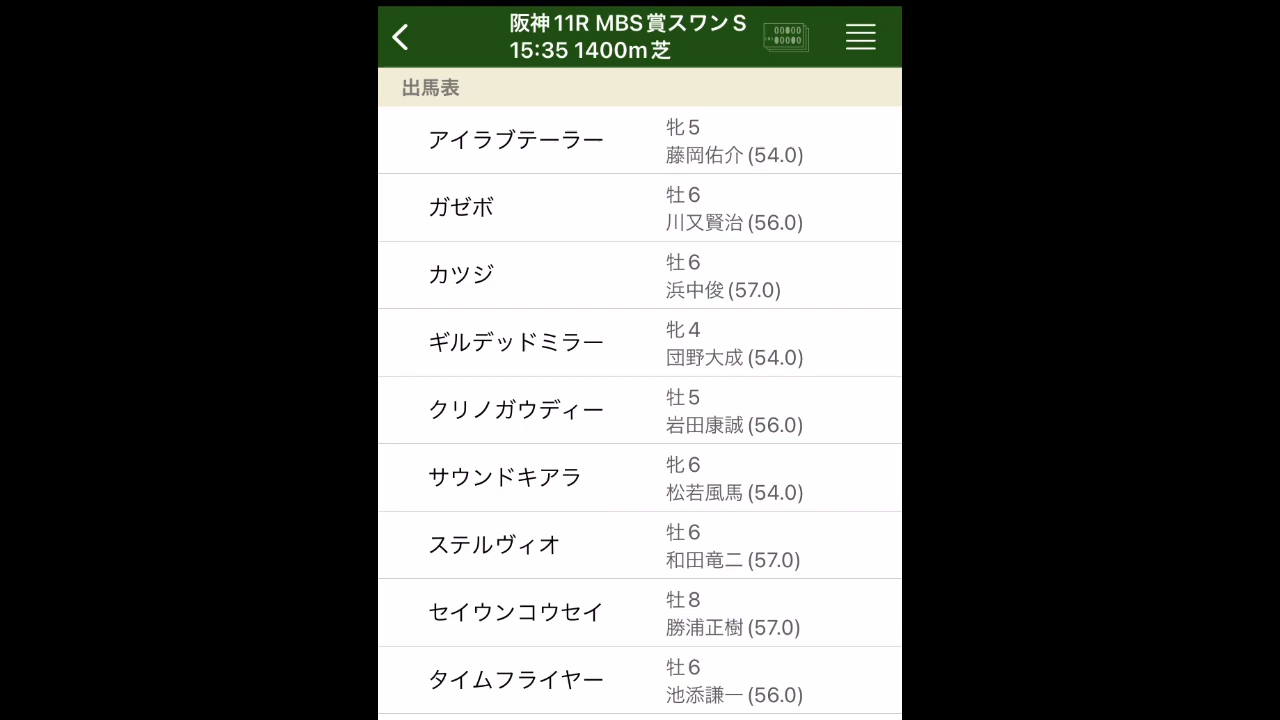 阪神11R MBS賞スワンS
15:35 1400m芝
出馬表
アイラブテーラー
牝5
藤岡佑介(54.0)
ガゼボ
牡6
川又賢治(56.0)
カツジ
牡6
浜中俊(57.0)
ギルデッドミラー
牝4
団野大成(54.0)
クリノガウディー
牡5
岩田康誠(56.0)
サウンドキアラ
牝6
松若風馬(54.0)
ステルヴィオ
牡6
和田竜二(57.0)
セイウンコウセイ
牡8
勝浦正樹(57.0)
タイムフライヤー
牡6
池添謙一(56.0)